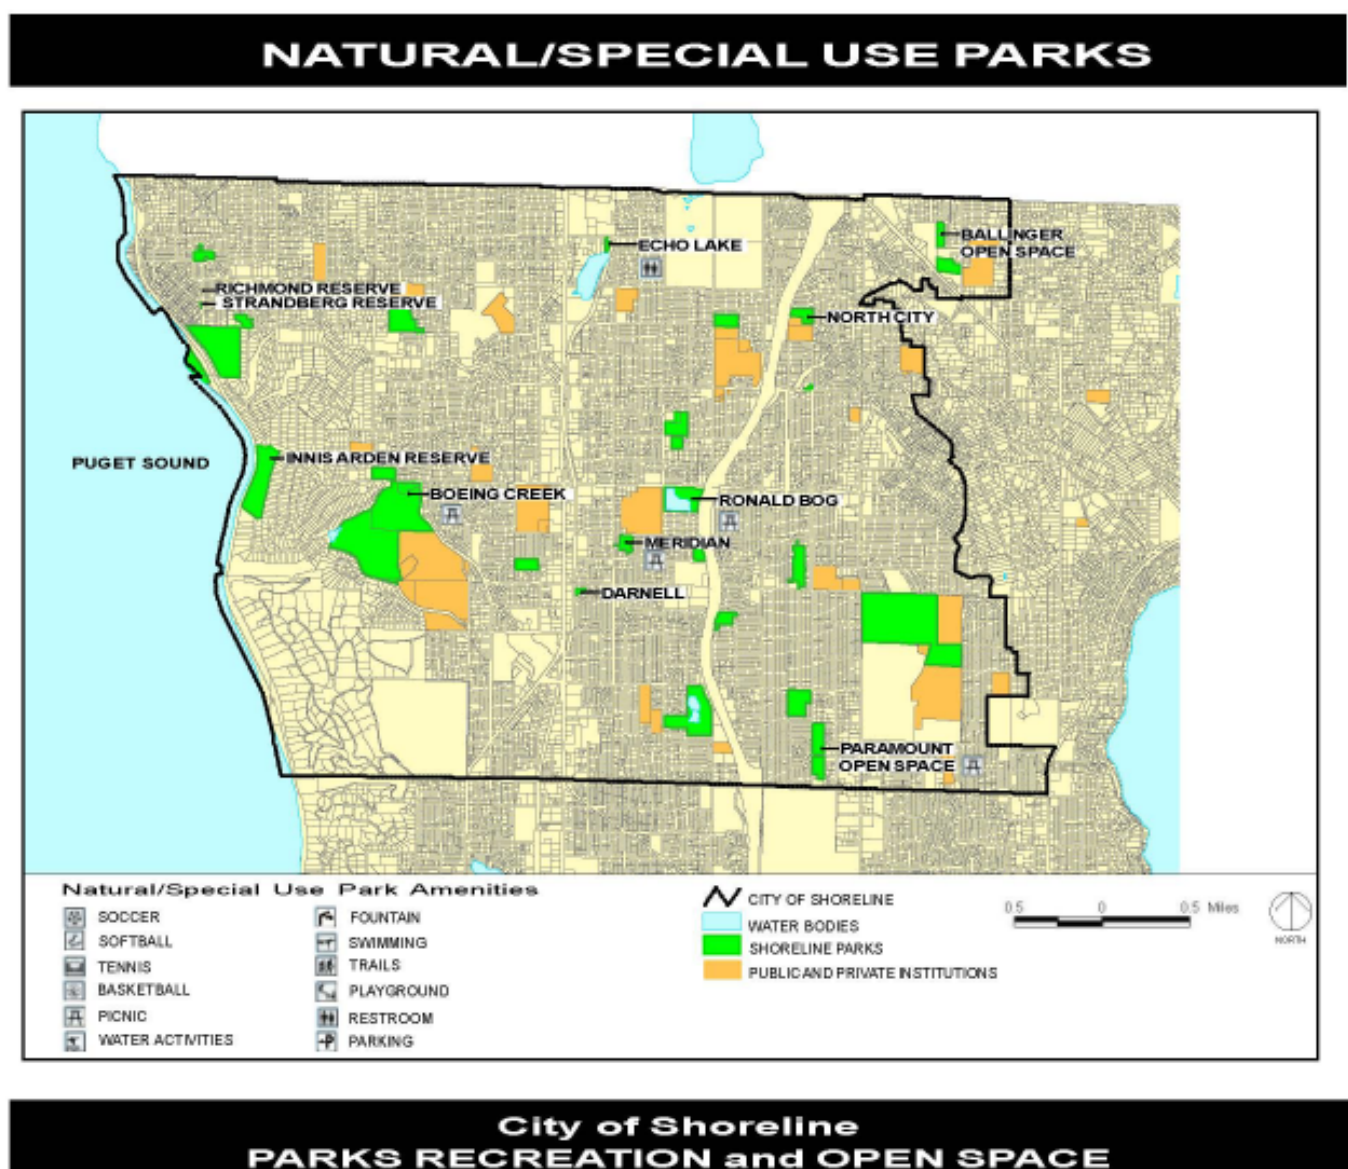 NATURAL/SPECIAL USE PARKS
ECHO LAKE
BALLINGER
OPEN SPACE
RICHMOND RESERVE
STRANDBERG RESERVE
NORTH CITY
PUGET SOUND
INNIS ARDEN RESERVE
BOEING CREEK
RONALD BOG
MERIDIAN
DARNELL
PARAMOUNT
OPEN SPACE
Natural/Special Use Park Amenities
SOCCER
SOFTBALL
TENNIS
BASKETBALL
PICNIC
WATER ACTIVITIES
FOUNTAIN
SWIMMING
TRAILS
PLAYGROUND
RESTROOM
PARKING
CITY OF SHORELINE
WATER BODIES
SHORELINE PARKS
PUBLIC AND PRIVATE INSTITUTIONS
0.5 0 0.5 Miles
NORTH
City of Shoreline
PARKS RECREATION and OPEN SPACE